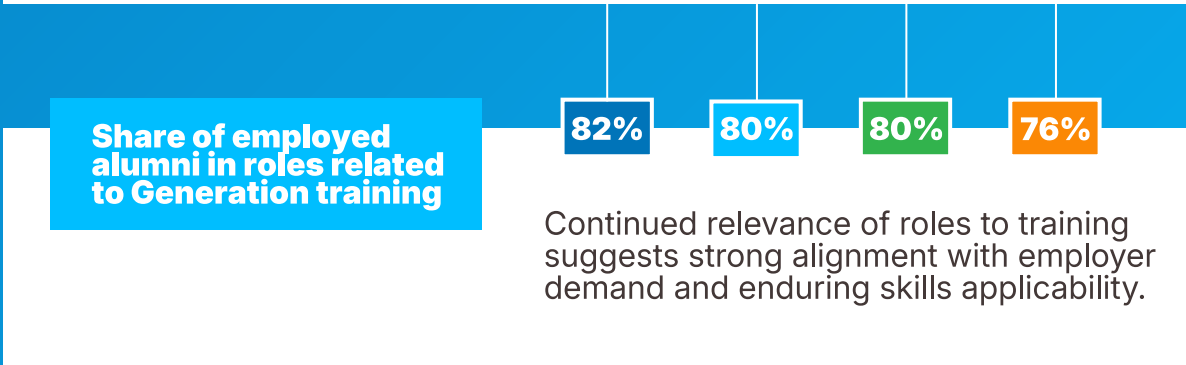 Share of employed
alumni in roles related
to Generation training
82% 80% 80% 76%
Continued relevance of roles to training
suggests strong alignment with employer
demand and enduring skills applicability.